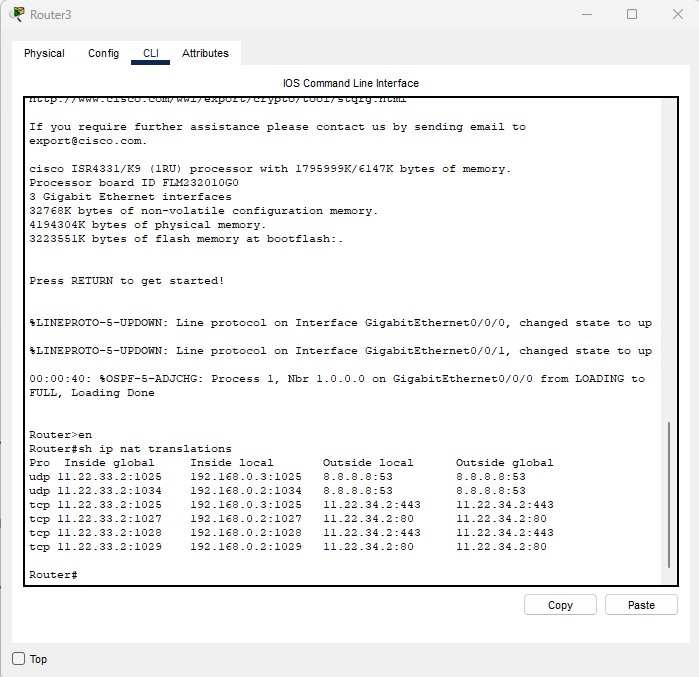 Router3
Physical Config CLI Attributes
IOS Command Line Interface
http://www.cisco.com/wwl/export/crypto/tool/stqrg.html
If you require further assistance please contact us by sending email to
export@cisco.com.
cisco ISR4331/K9 (1RU) processor with 1795999K/6147K bytes of memory.
Processor board ID FLM232010G0
3 Gigabit Ethernet interfaces
32768K bytes of non-volatile configuration memory.
4194304K bytes of physical memory.
3223551K bytes of flash memory at bootflash:.
Press RETURN to get started!
%LINEPROTO-5-UPDOWN: Line protocol on Interface GigabitEthernet0/0/0, changed state to up
%LINEPROTO-5-UPDOWN: Line protocol on Interface GigabitEthernet0/0/1, changed state to up
00:00:40: %OSPF-5-ADJCHG: Process 1, Nbr 1.0.0.0 on GigabitEthernet0/0/0 from LOADING to
FULL, Loading Done
Router>en
Router#sh ip nat translations
Pro Inside global Inside local Outside local Outside global
udp 11.22.33.2:1025 192.168.0.3:1025 8.8.8.8:53 8.8.8.8:53
udp 11.22.33.2:1034 192.168.0.2:1034 8.8.8.8:53 8.8.8.8:53
tcp 11.22.33.2:1025 192.168.0.3:1025 11.22.34.2:443 11.22.34.2:443
tcp 11.22.33.2:1027 192.168.0.2:1027 11.22.34.2:80 11.22.34.2:80
tcp 11.22.33.2:1028 192.168.0.2:1028 11.22.34.2:443 11.22.34.2:443
tcp 11.22.33.2:1029 192.168.0.2:1029 11.22.34.2:80 11.22.34.2:80
Router#
Copy Paste
Top